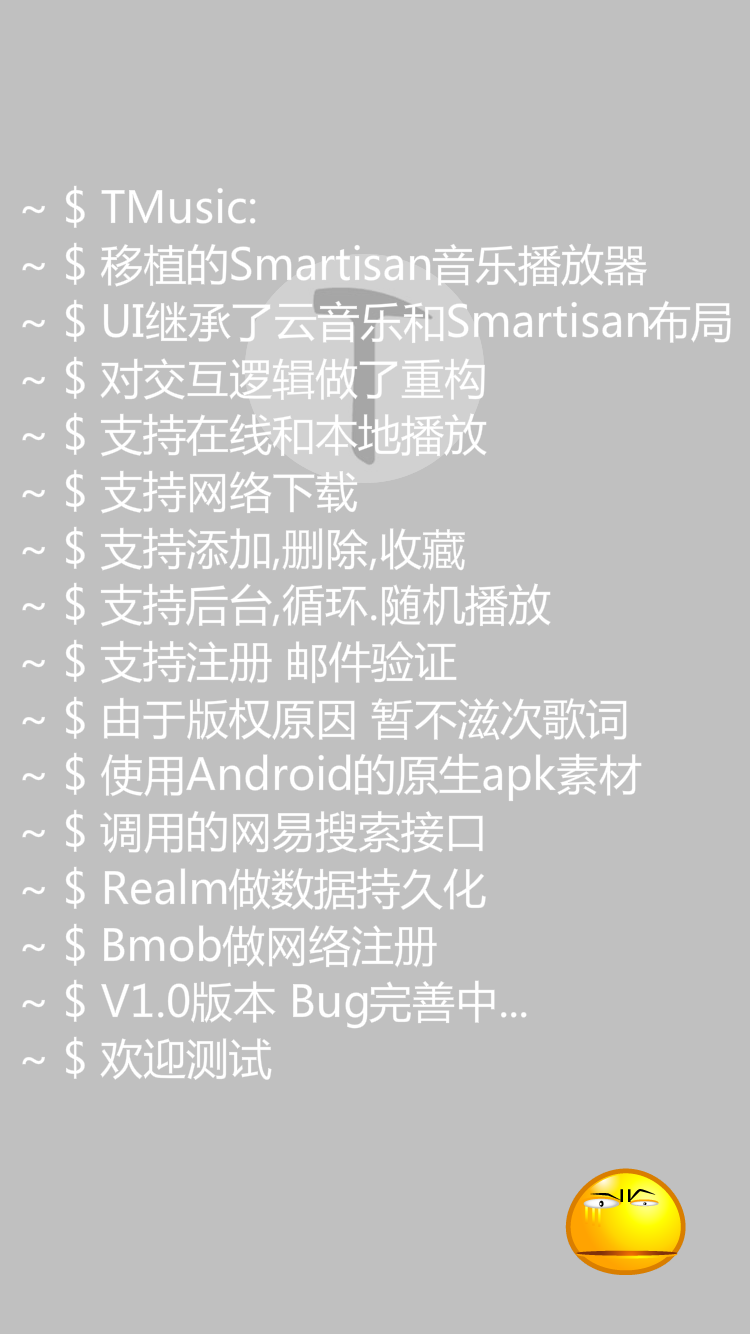 ~ $ TMusic:
~ $ 移植的Smartisan音乐播放器
~ $ UI继承了云音乐和Smartisan布局
~ $ 对交互逻辑做了重构
~ $ 支持在线和本地播放
~ $ 支持网络下载
~ $ 支持添加,删除,收藏
~ $ 支持后台,循环.随机播放
~ $ 支持注册 邮件验证
~ $ 由于版权原因 暂不滋次歌词
~ $ 使用Android的原生apk素材
~ $ 调用的网易搜索接口
~ $ Realm做数据持久化
~ $ Bmob做网络注册
~ $ V1.0版本 Bug完善中...
~ $ 欢迎测试
T